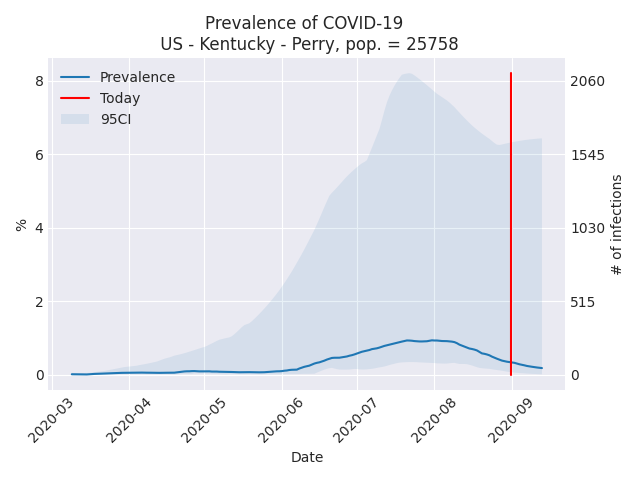 Prevalence of COVID-19
US - Kentucky - Perry, pop. = 25758
Prevalence
Today
95CI
8
6
4
2
0
%
2060
1545
1030
515
0
# of infections
2020-03
2020-04
2020-05
2020-06
2020-07
2020-08
2020-09
Date